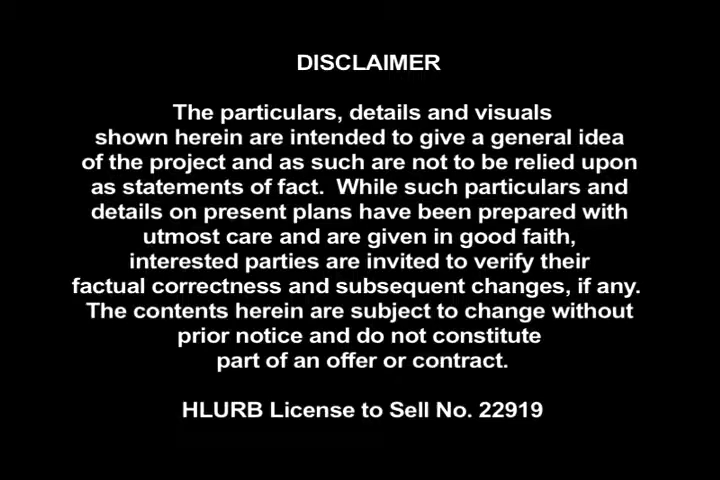 DISCLAIMER
The particulars, details and visuals
shown herein are intended to give a general idea
of the project and as such are not to be relied upon
as statements of fact.  While such particulars and
details on present plans have been prepared with
utmost care and are given in good faith,
interested parties are invited to verify their
factual correctness and subsequent changes, if any.
The contents herein are subject to change without
prior notice and do not constitute
part of an offer or contract.
HLURB License to Sell No. 22919